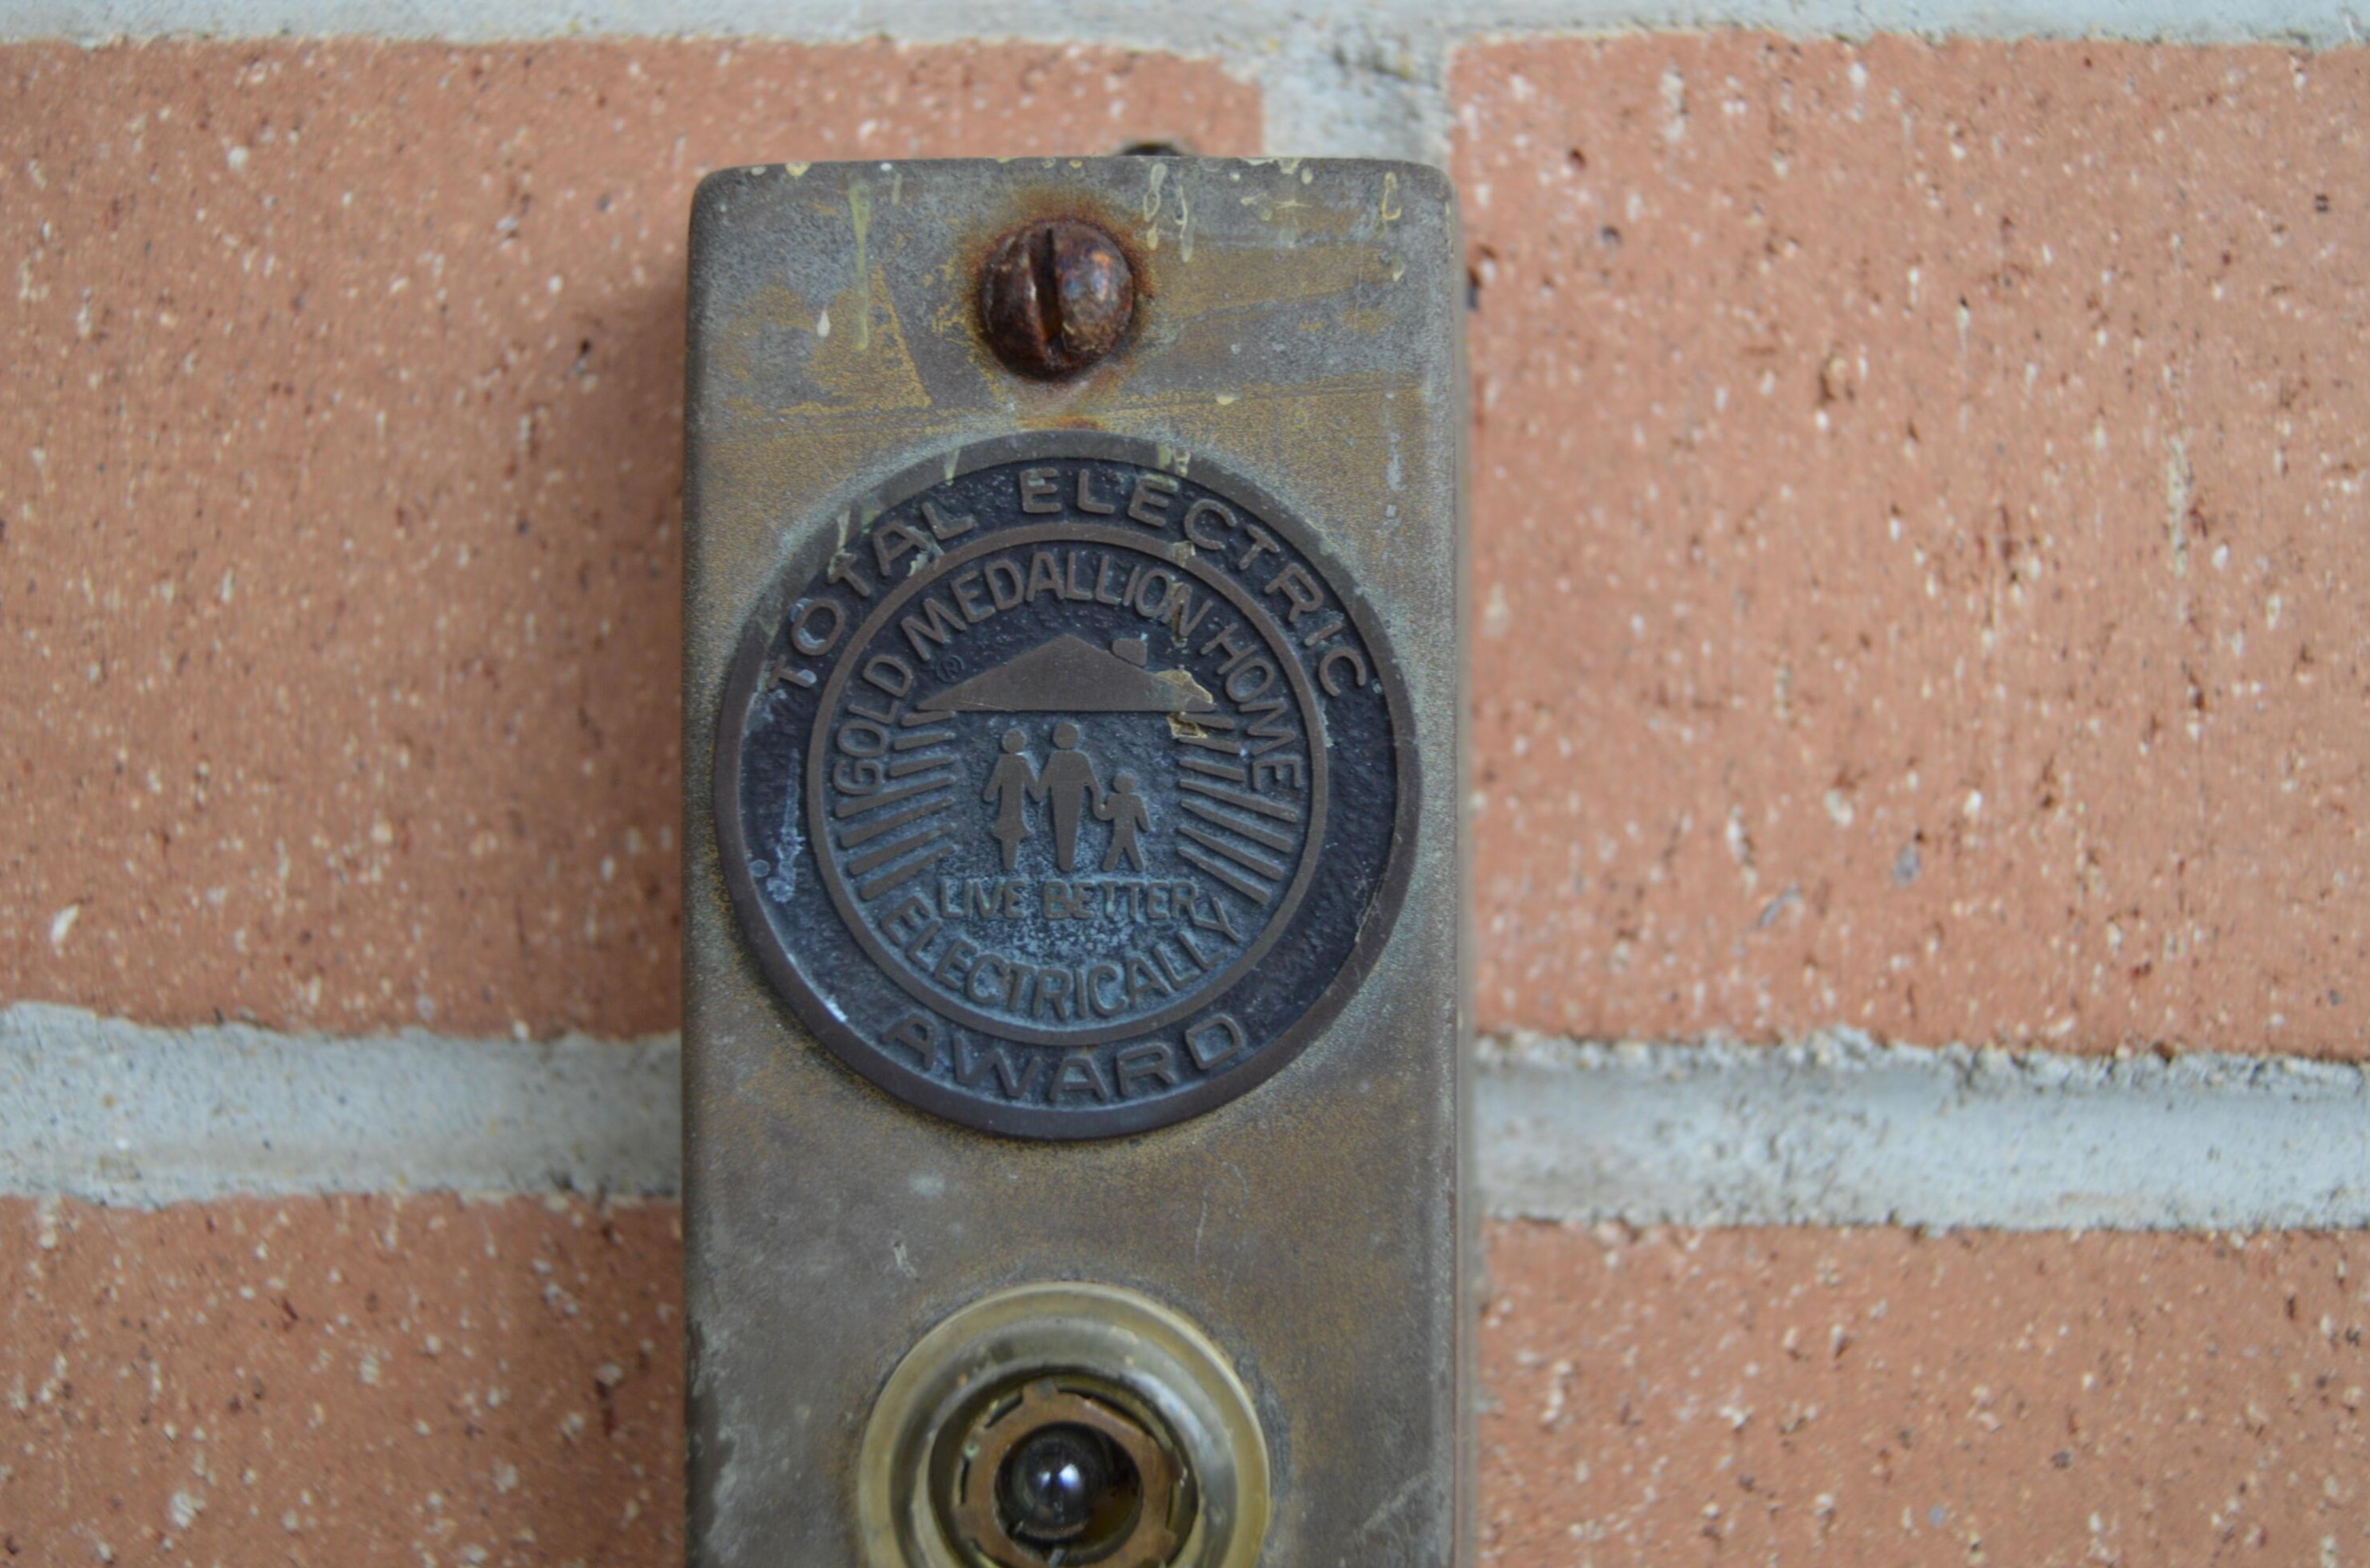 TOTAL ELECTRIC
GOLD MEDALLION HOME
®
LIVE BETTER
ELECTRICALLY
AWARD